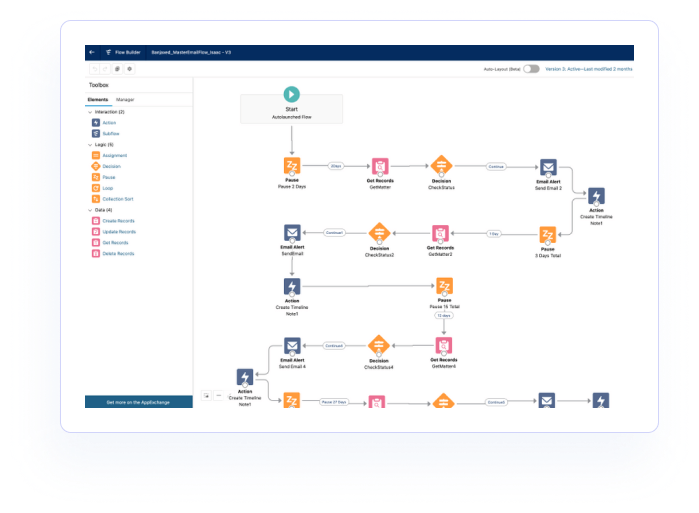 Flow Builder Banjaxed_MasterEmailFlow_Isaac - V3
Auto-Layout (Beta) Version 3: Active—Last modified 2 months
Toolbox
Elements Manager
Interaction (2)
Action
Subflow
Logic (5)
Assignment
Decision
Pause
Loop
Collection Sort
Data (4)
Create Records
Update Records
Get Records
Delete Records
Get more on the AppExchange
Start
Autolaunched Flow
Pause
Pause 2 Days
Get Records
GetMatter
Decision
CheckStatus
Continue
Email Alert
Send Email 2
Action
Create Timeline
Note1
Email Alert
SendEmail
Continue1
Decision
CheckStatus2
Get Records
GetMatter2
1 Day
Pause
3 Days Total
Action
Create Timeline
Note1
Pause
Pause 15 Total
12 days
Email Alert
Send Email 4
Continue4
Decision
CheckStatus4
Get Records
GetMatter4
Action
Create Timeline
Note1
Pause 27 Days